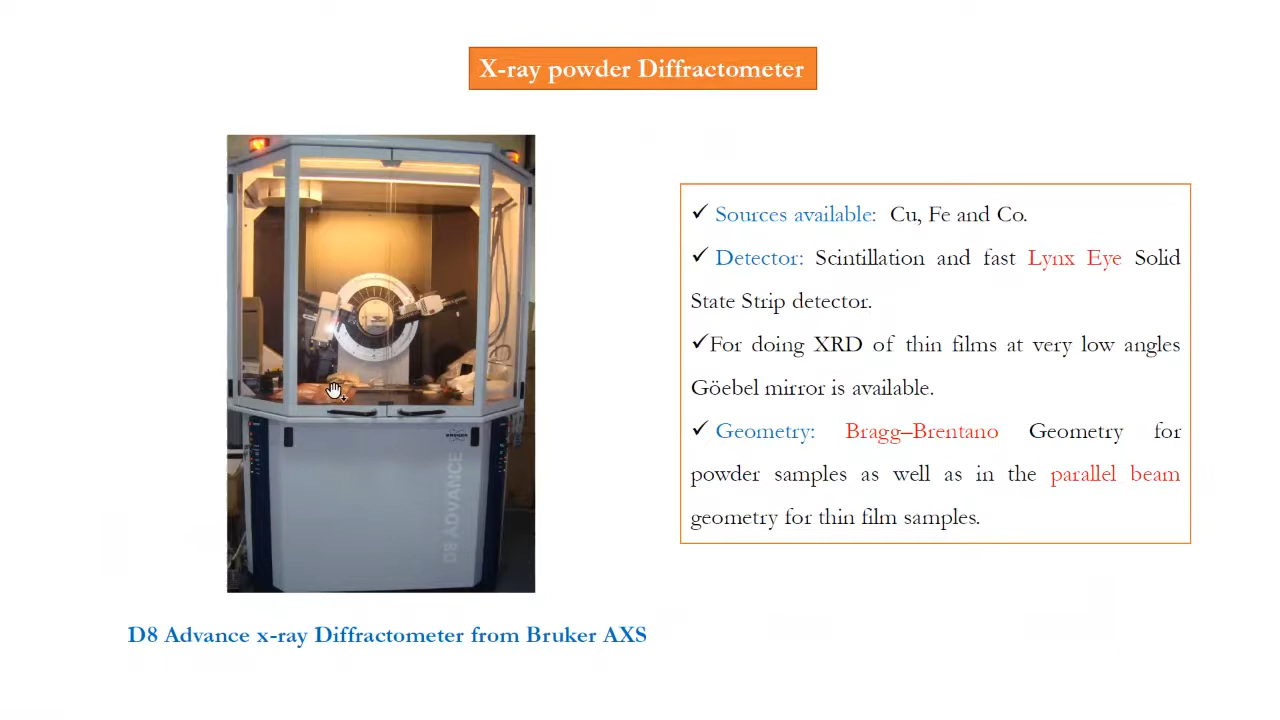 X-ray powder Diffractometer
✓ Sources available: Cu, Fe and Co.
✓ Detector: Scintillation and fast Lynx Eye Solid
State Strip detector.
✓For doing XRD of thin films at very low angles
Göebel mirror is available.
✓ Geometry: Bragg–Brentano Geometry for
powder samples as well as in the parallel beam
geometry for thin film samples.
BRUKER
D8 ADVANCE
D8 Advance x-ray Diffractometer from Bruker AXS